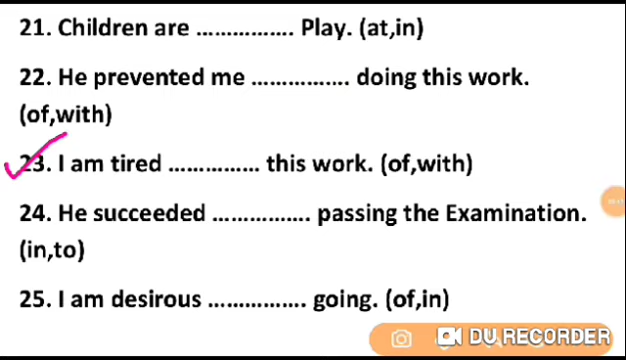 21. Children are ................ Play. (at,in)
22. He prevented me ................ doing this work.
(of,with)
23. I am tired ............... this work. (of,with)
24. He succeeded ................ passing the Examination.
(in,to)
25. I am desirous ................ going. (of,in)
DU RECORDER